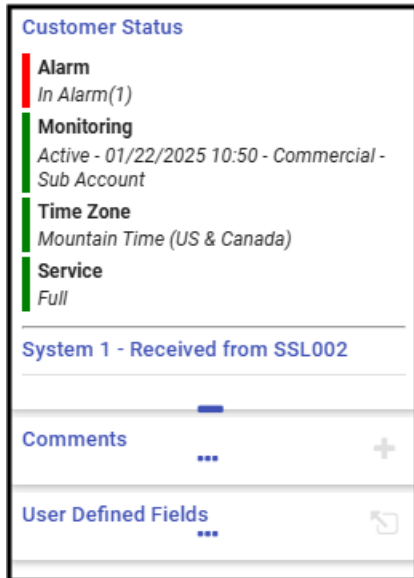 Customer Status
Alarm
In Alarm(1)
Monitoring
Active - 01/22/2025 10:50 - Commercial -
Sub Account
Time Zone
Mountain Time (US & Canada)
Service
Full
System 1 - Received from SSL002
Comments
User Defined Fields